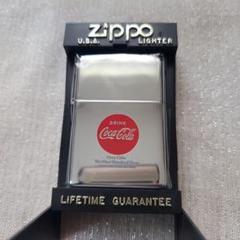 zippo
U.S.A. LIGHTER
DRINK
Coca-Cola
LIFETIME GUARANTEE